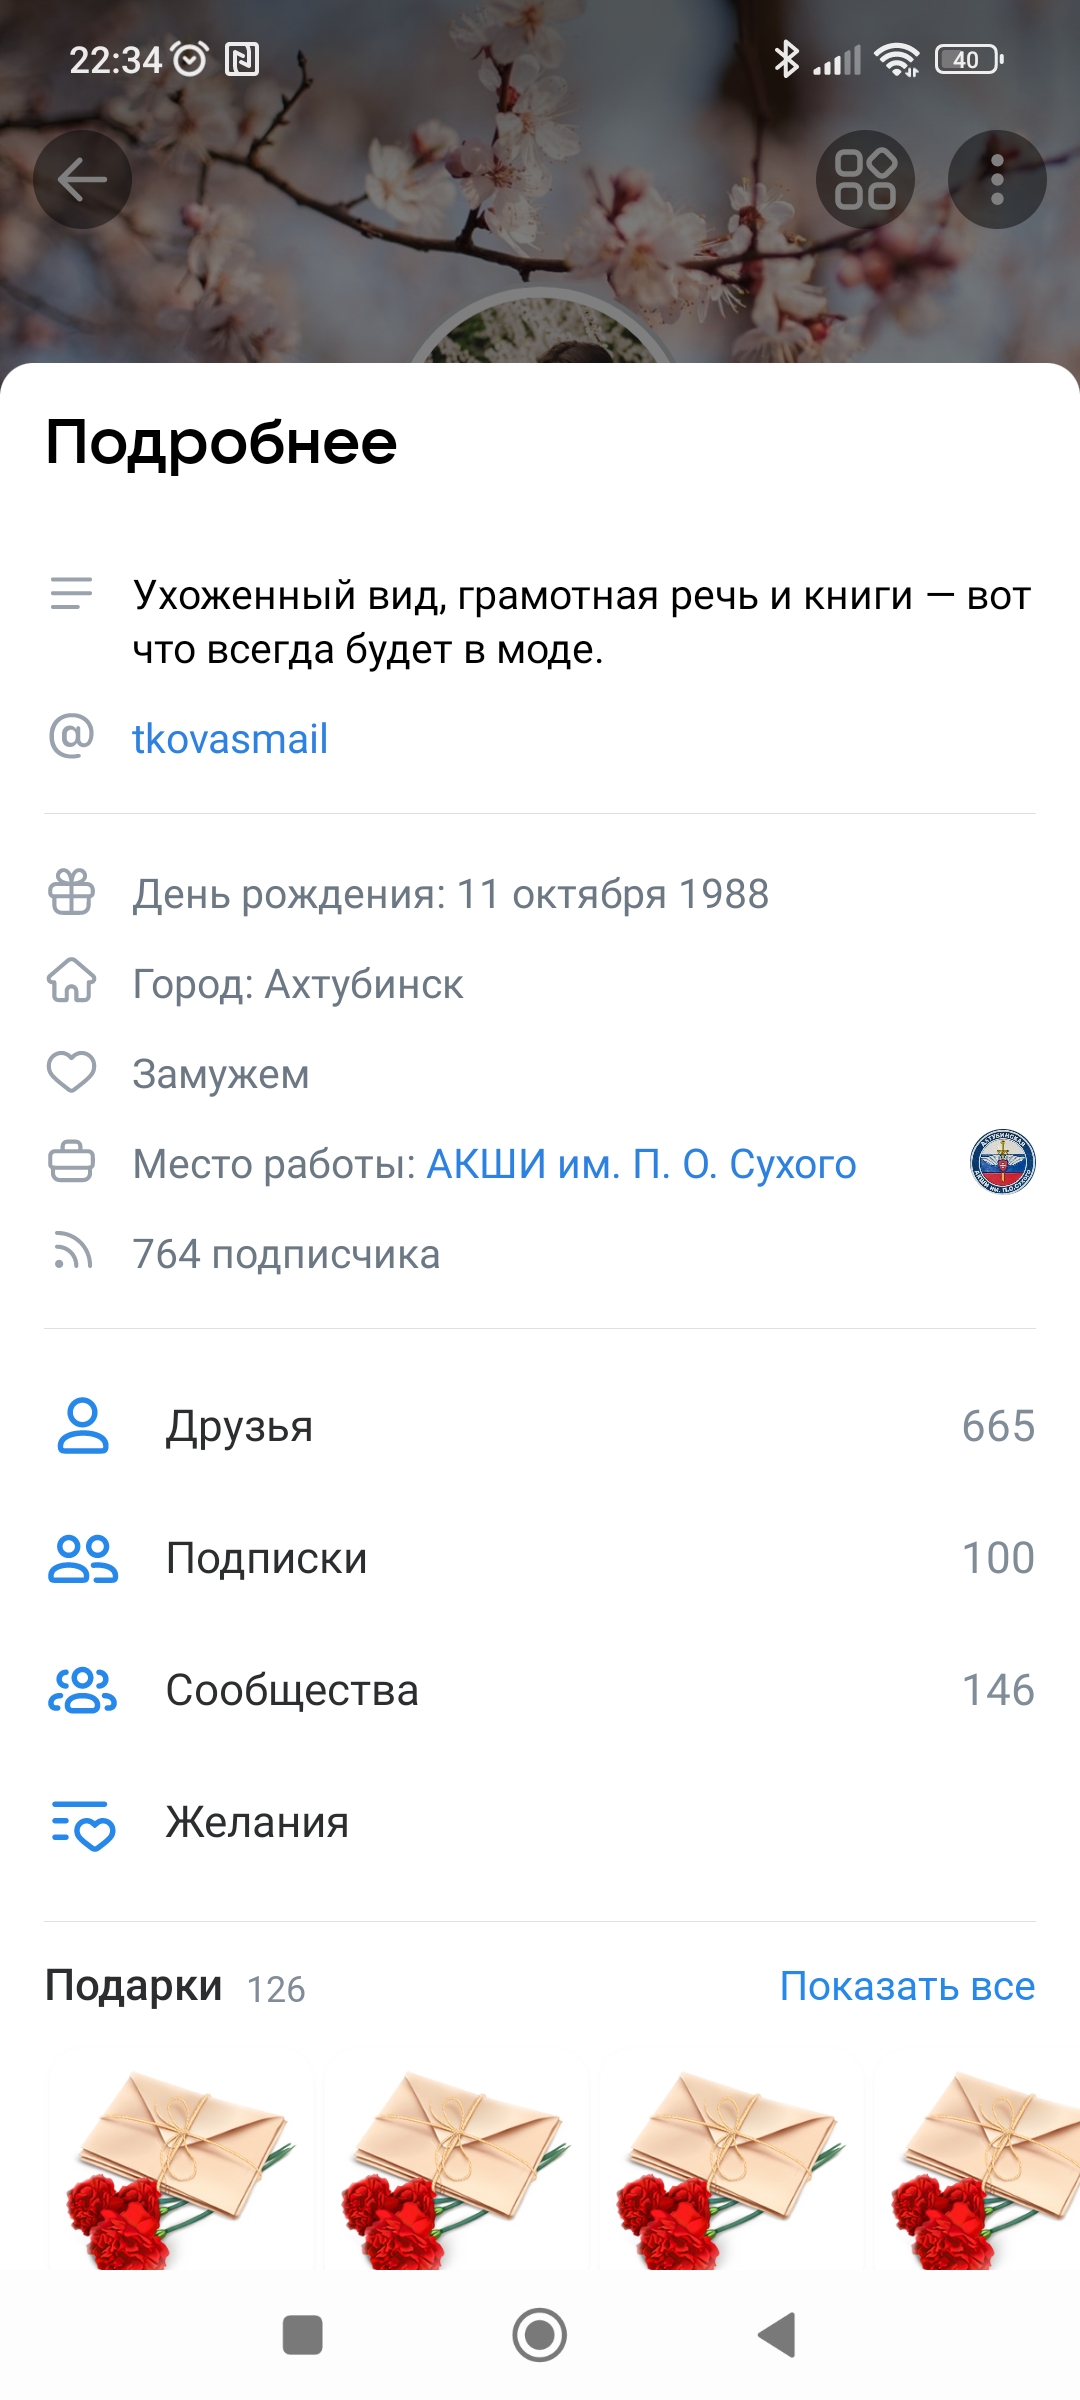 22:34
40
Подробнее
Ухоженный вид, грамотная речь и книги — вот
что всегда будет в моде.
@ tkovasmail
День рождения: 11 октября 1988
Город: Ахтубинск
Замужем
Место работы: АКШИ им. П. О. Сухого
764 подписчика
Друзья 665
Подписки 100
Сообщества 146
Желания
Подарки 126 Показать все